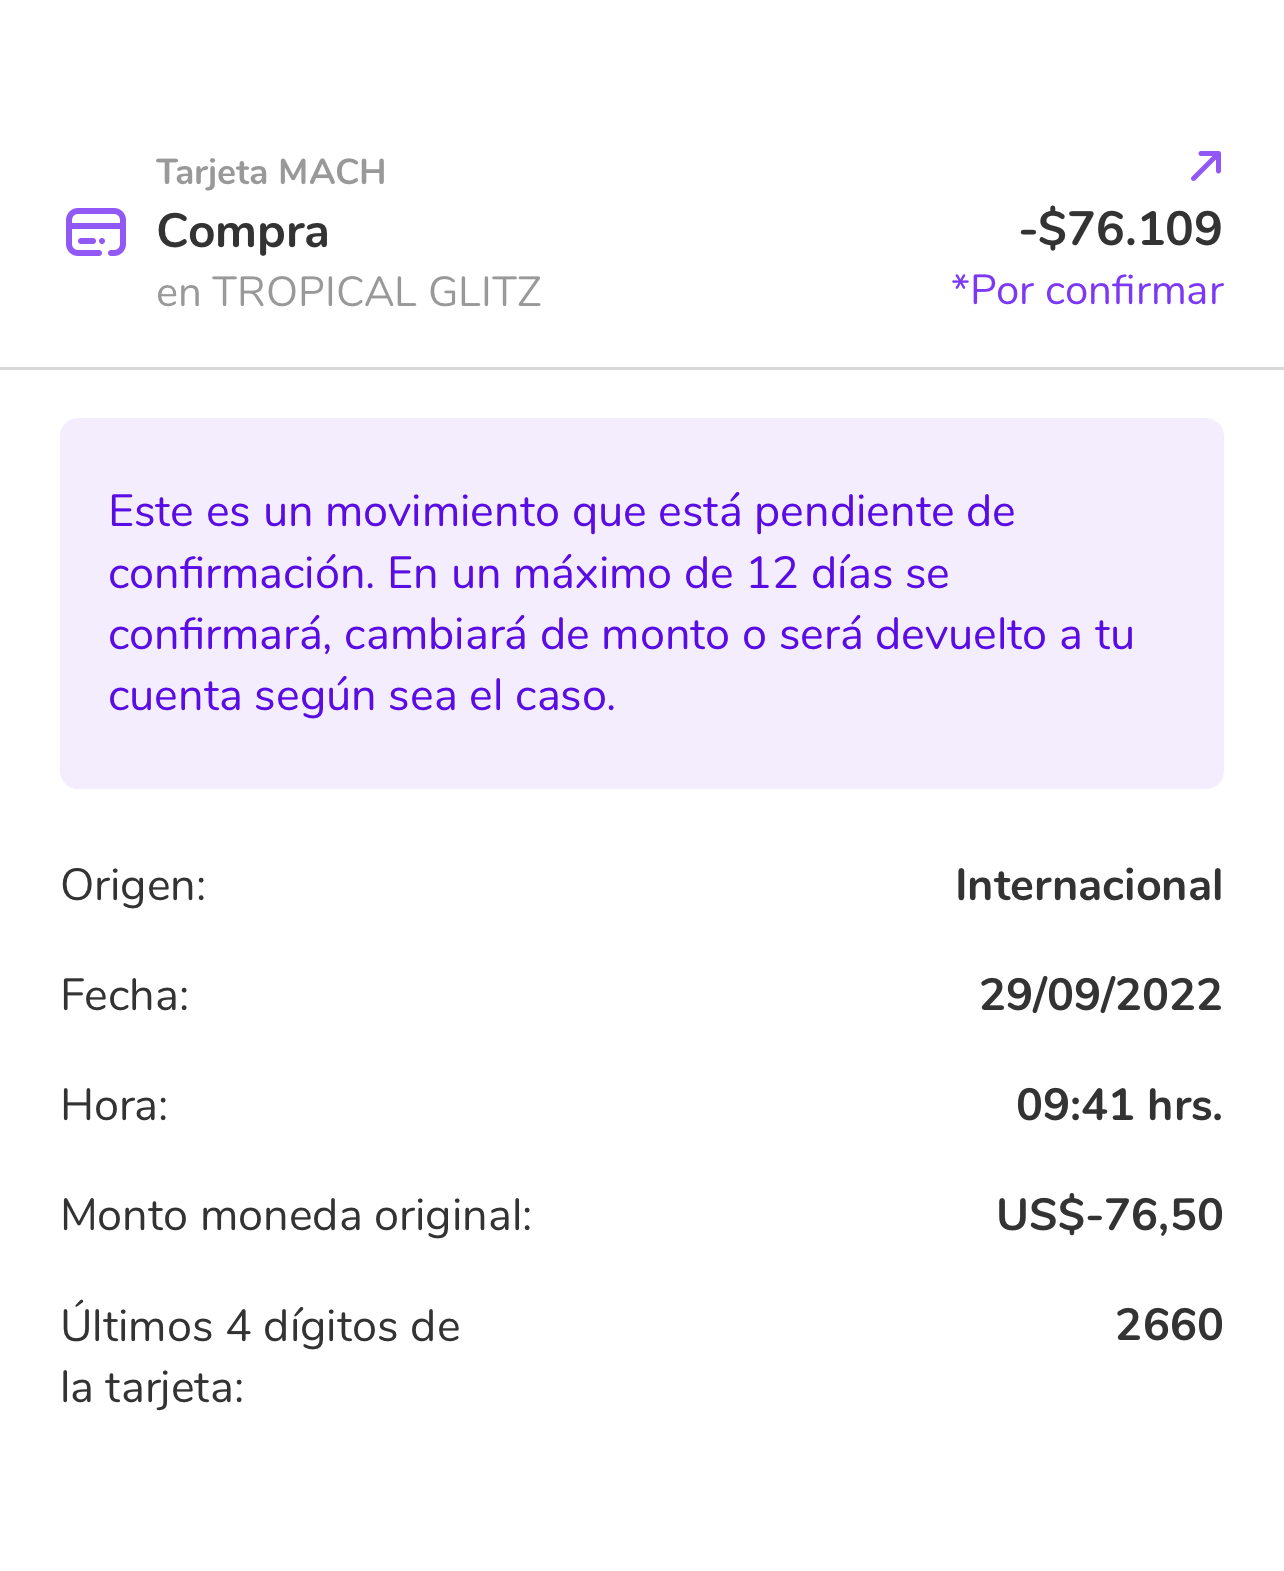 Tarjeta MACH
Compra
-$76.109
en TROPICAL GLITZ
*Por confirmar
Este es un movimiento que está pendiente de
confirmación. En un máximo de 12 días se
confirmará, cambiará de monto o será devuelto a tu
cuenta según sea el caso.
Origen:
Internacional
Fecha:
29/09/2022
Hora:
09:41 hrs.
Monto moneda original:
US$-76,50
Últimos 4 dígitos de
la tarjeta:
2660